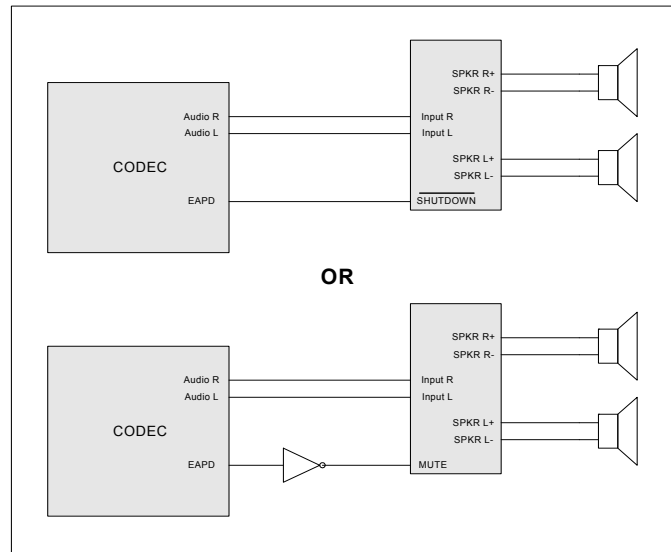 SPKR R+
SPKR R-
Audio R
Input R
Audio L
Input L
SPKR L+
CODEC
SPKR L-
EAPD
SHUTDOWN
OR
SPKR R+
SPKR R-
Audio R
Input R
Audio L
Input L
SPKR L+
CODEC
SPKR L-
EAPD
MUTE